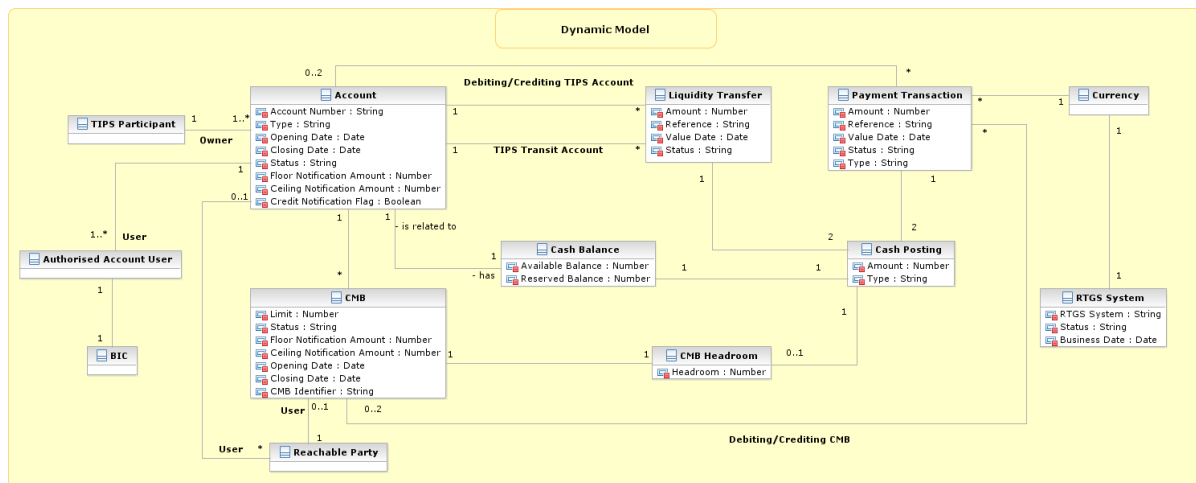 Dynamic Model
0..2
*
Debiting/Crediting TIPS Account
Account
Account Number : String
Type : String
Opening Date : Date
Closing Date : Date
Status : String
Floor Notification Amount : Number
Ceiling Notification Amount : Number
Credit Notification Flag : Boolean
Liquidity Transfer
Amount : Number
Reference : String
Value Date : Date
Status : String
Payment Transaction
Amount : Number
Reference : String
Value Date : Date
Status : String
Type : String
Currency
*
1
1
*
1
*
TIPS Transit Account
TIPS Participant
1
1..*
Owner
*
1
1
0..1
1..*
User
1
1
- is related to
1
- has
1
1
2
2
Authorised Account User
Cash Balance
Available Balance : Number
Reserved Balance : Number
1
1
Cash Posting
Amount : Number
Type : String
1
RTGS System
RTGS System : String
Status : String
Business Date : Date
*
CMB
Limit : Number
Status : String
Floor Notification Amount : Number
Ceiling Notification Amount : Number
Opening Date : Date
Closing Date : Date
CMB Identifier : String
1
1
BIC
1
1
CMB Headroom
Headroom : Number
0..1
1
User
0..1
0..2
1
Debiting/Crediting CMB
User
*
Reachable Party